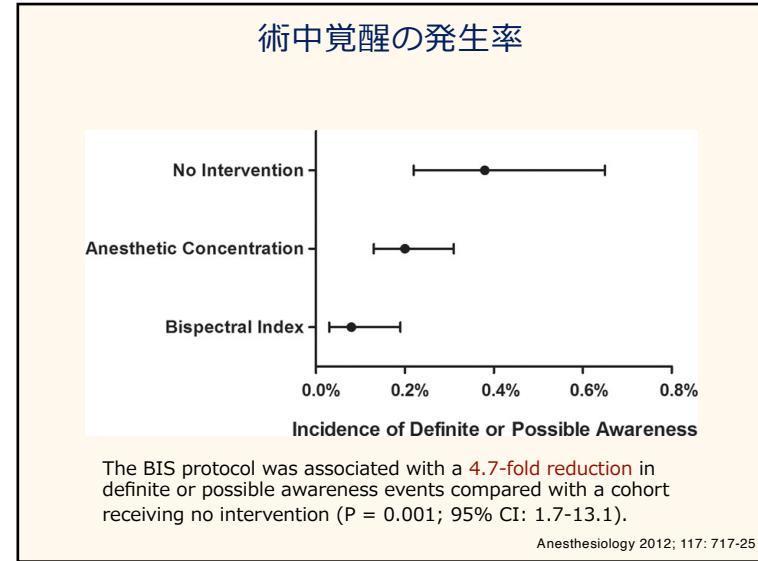 術中覚醒の発生率
No Intervention
Anesthetic Concentration
Bispectral Index
0.0% 0.2% 0.4% 0.6% 0.8%
Incidence of Definite or Possible Awareness
The BIS protocol was associated with a 4.7-fold reduction in
definite or possible awareness events compared with a cohort
receiving no intervention (P = 0.001; 95% CI: 1.7-13.1).
Anesthesiology 2012; 117: 717-25